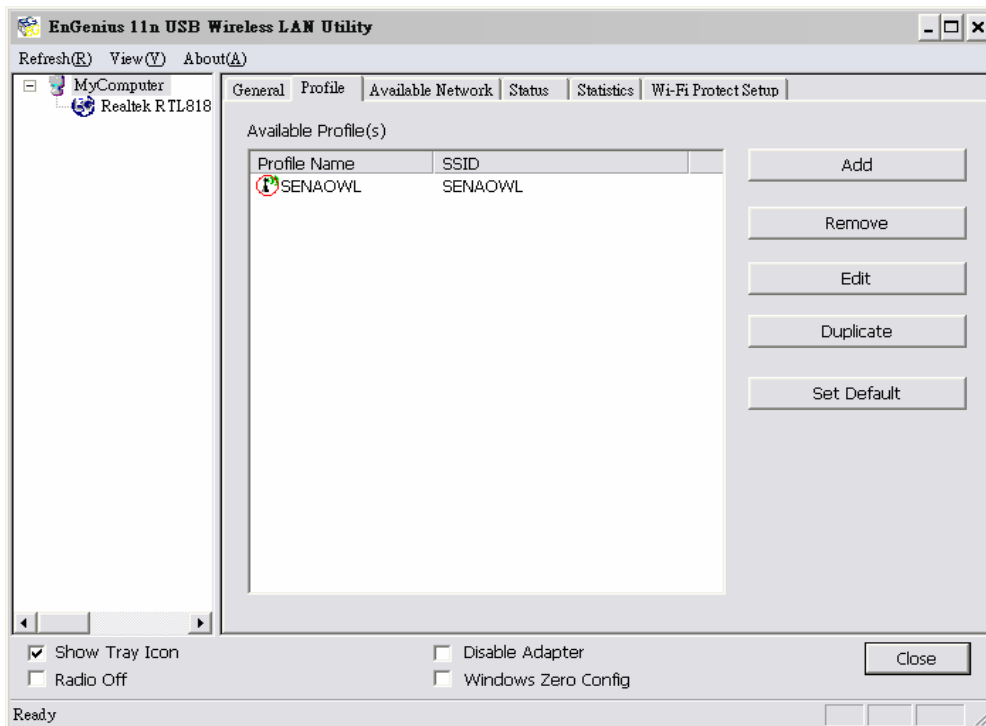 EnGenius 11n USB Wireless LAN Utility
Refresh(R) View(V) About(A)
MyComputer
Realtek RTL818
General Profile Available Network Status Statistics Wi-Fi Protect Setup
Available Profile(s)
Profile Name SSID
SENAOWL SENAOWL
Add
Remove
Edit
Duplicate
Set Default
Show Tray Icon
Radio Off
Disable Adapter
Windows Zero Config
Close
Ready